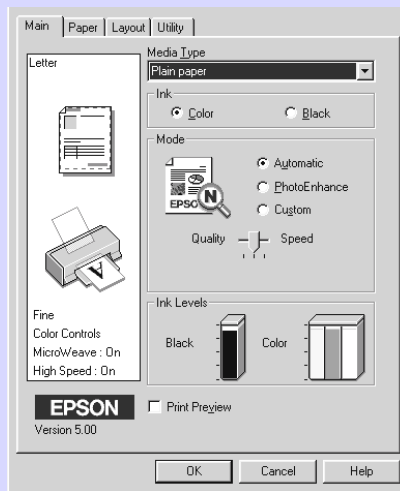 Main Paper Layout Utility
Letter
Media Type
Plain paper
Ink
Color Black
Mode
EPSO
N
Automatic
PhotoEnhance
Custom
Quality Speed
A
Fine
Color Controls
MicroWeave : On
High Speed : On
Ink Levels
Black Color
EPSON
Version 5.00
Print Preview
OK Cancel Help